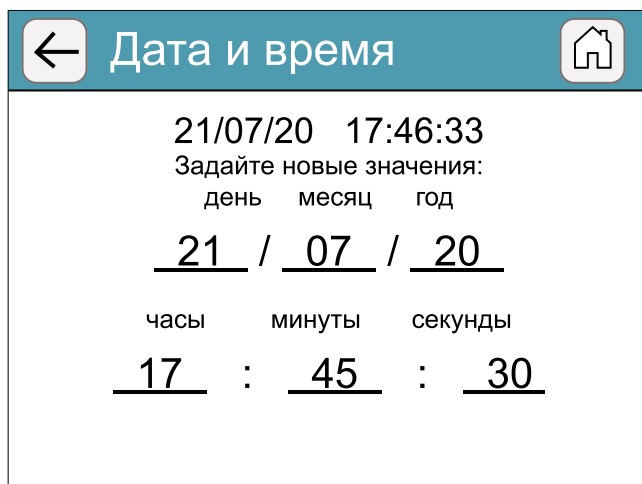 Дата и время
21/07/20 17:46:33
Задайте новые значения:
день месяц год
21 / 07 / 20
часы минуты секунды
17 : 45 : 30